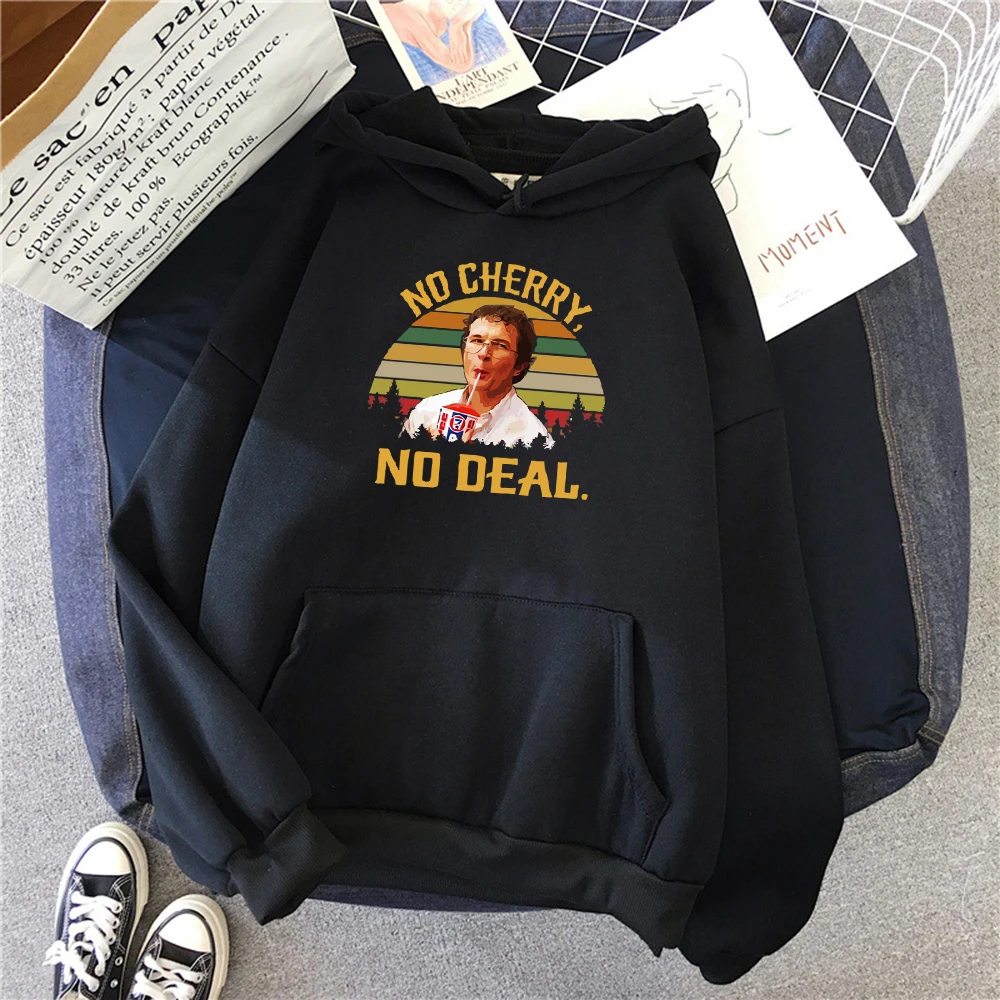 Le sac en papier
Ce sac est fabriqué à partir de
épaisseur 180g/m²; papier végétal.
100 % naturel, kraft blanc
doublé de kraft brun Contenance
33 litres. 100 % Ecographik™
Ne le jetez pas.
Il peut servir plusieurs fois.
L'ART
INDÉPENDANT
MOMENT
NO CHERRY,
NO DEAL.